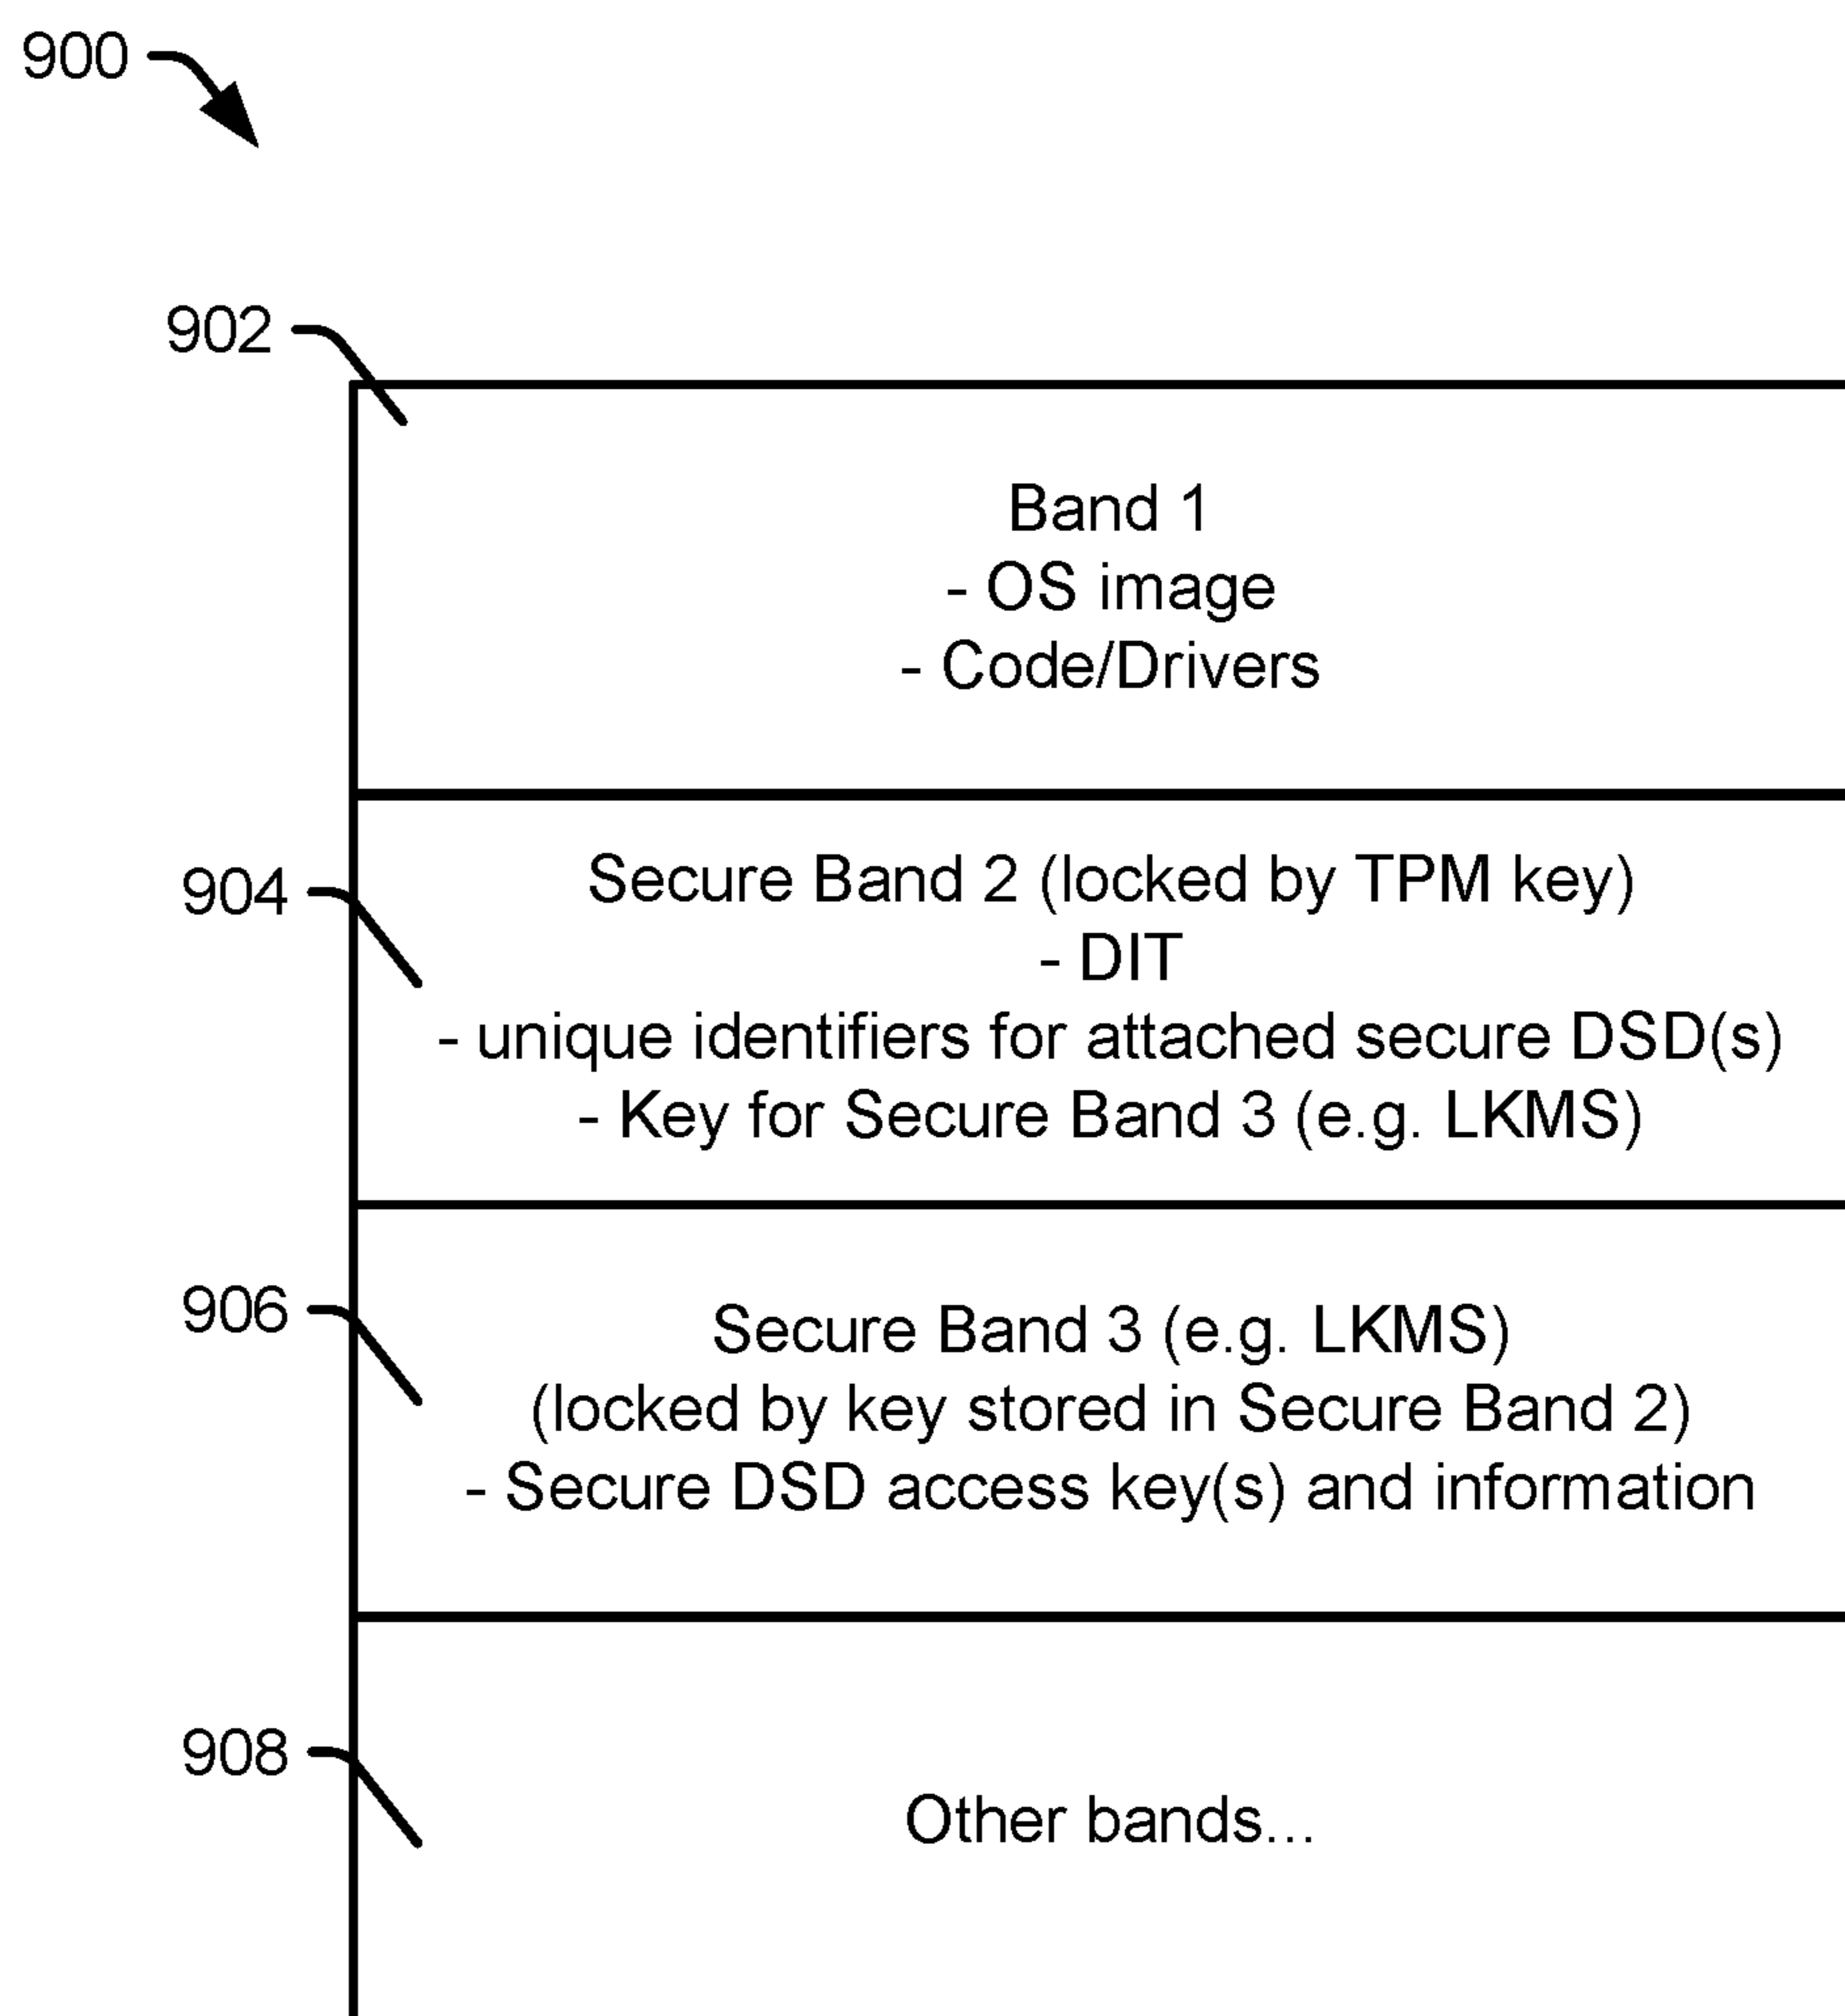 900
902
Band 1
- OS image
- Code/Drivers
904
Secure Band 2 (locked by TPM key)
- DIT
- unique identifiers for attached secure DSD(s)
- Key for Secure Band 3 (e.g. LKMS)
906
Secure Band 3 (e.g. LKMS)
(locked by key stored in Secure Band 2)
- Secure DSD access key(s) and information
908
Other bands...